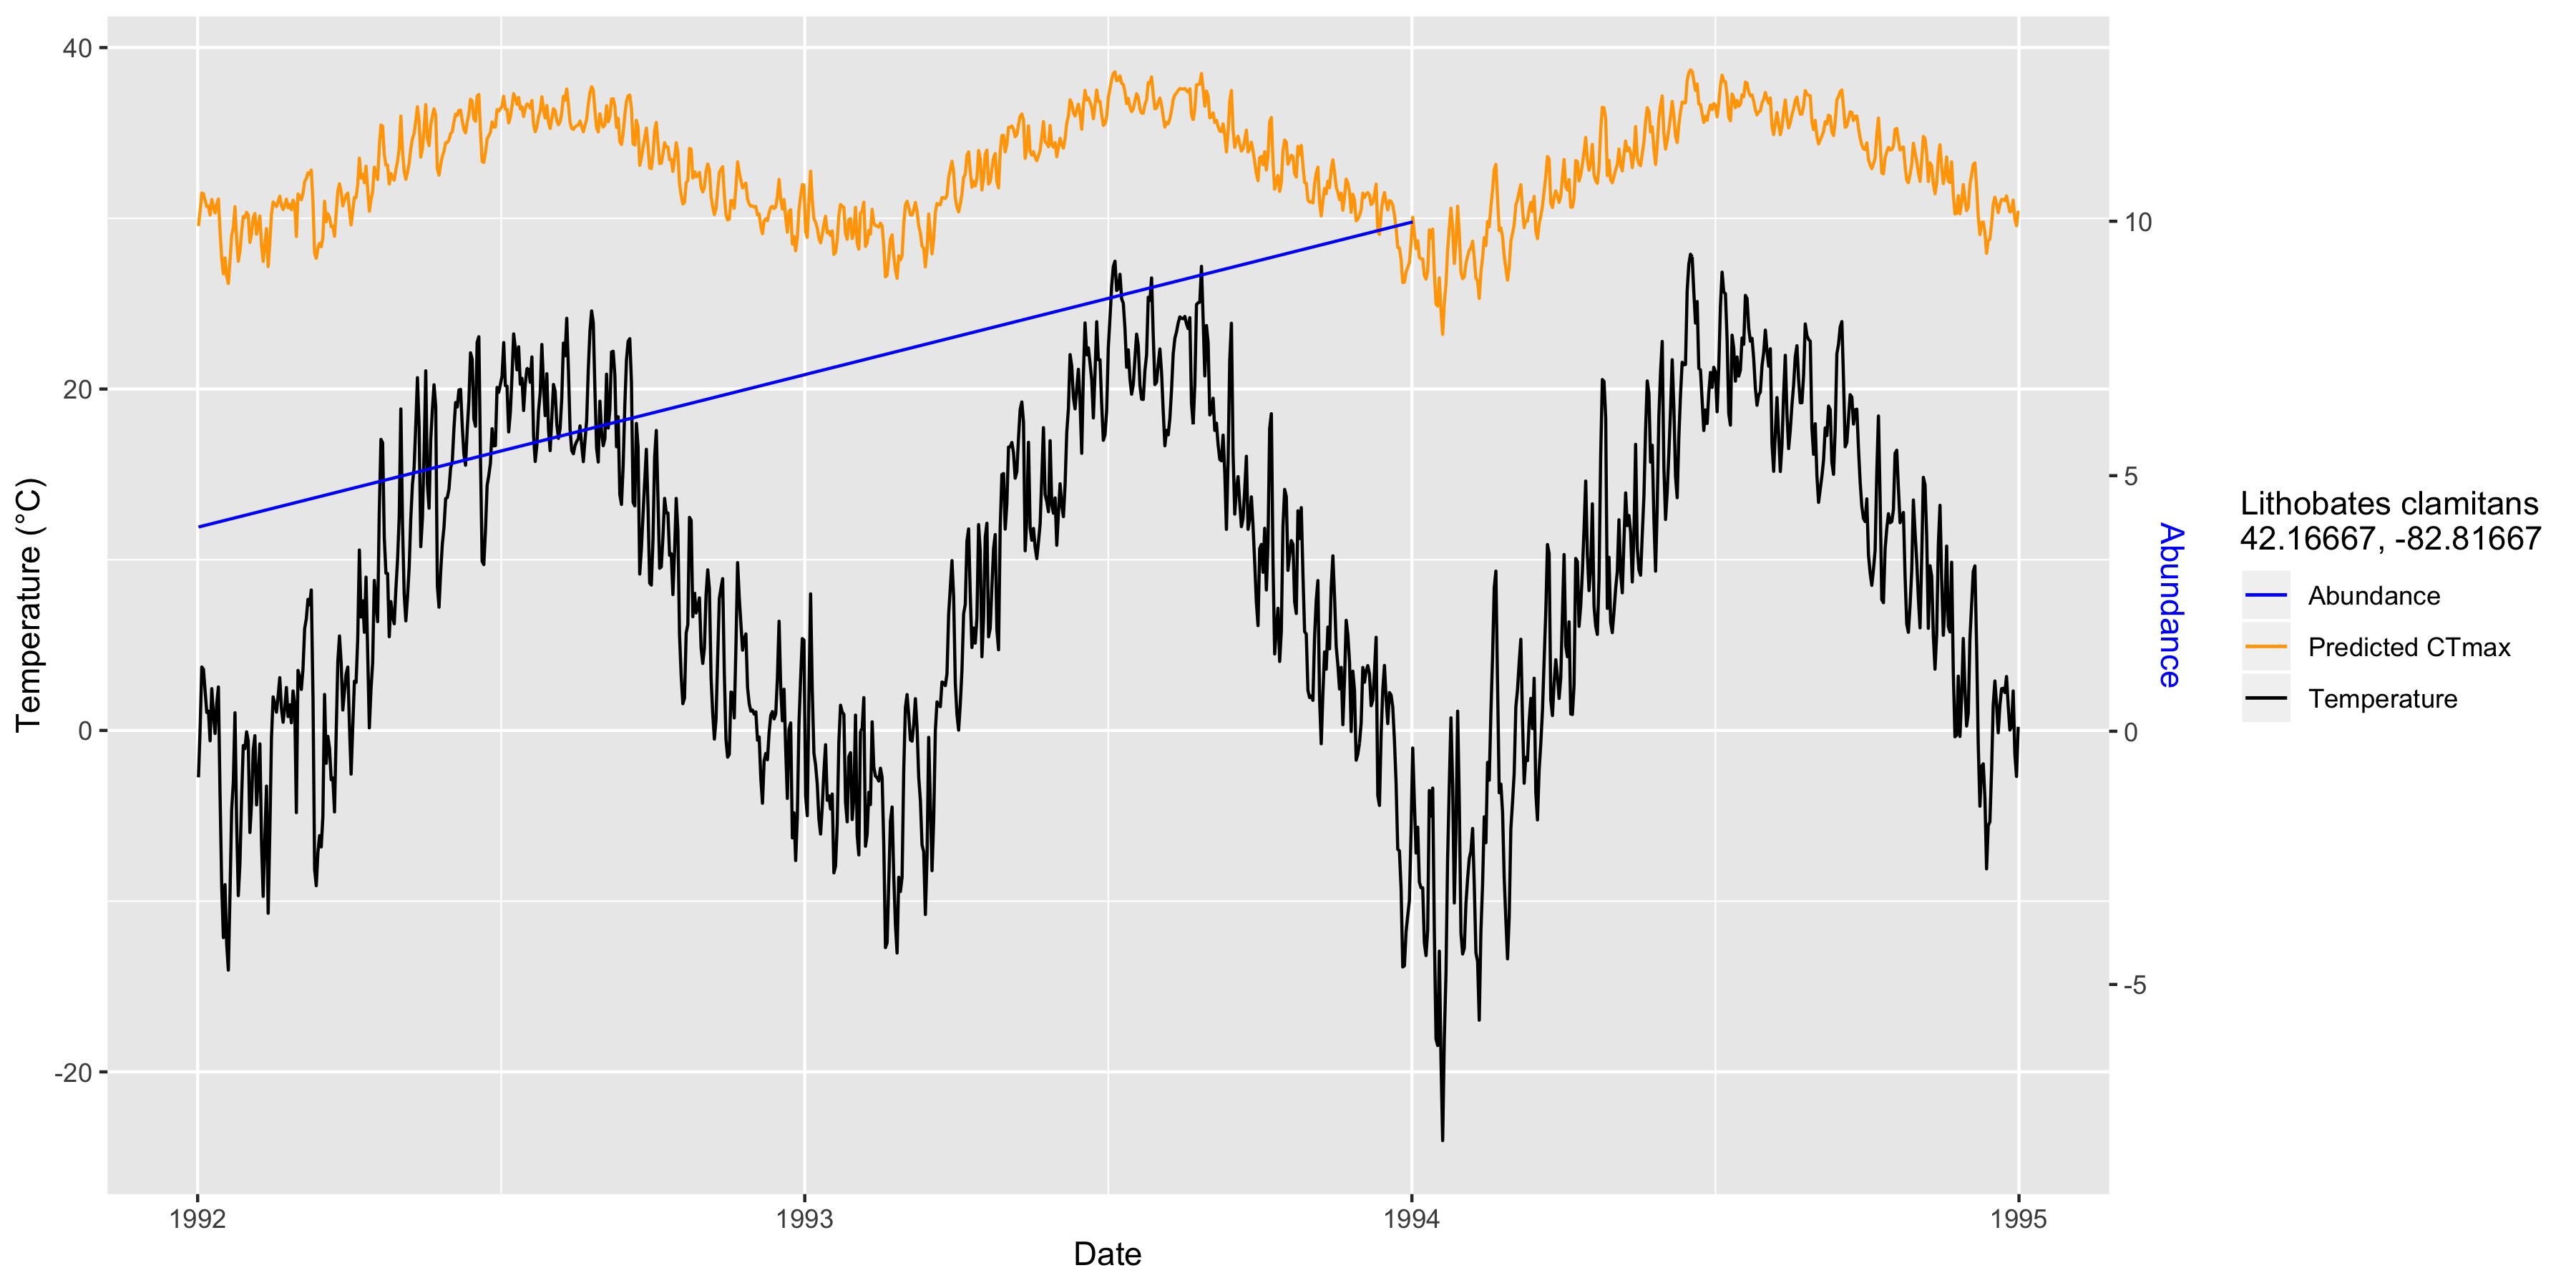 40
20
0
-20
Temperature (°C)
1992
1993
1994
1995
Date
10
5
0
-5
Abundance
Lithobates clamitans
42.16667, -82.81667
Abundance
Predicted CTmax
Temperature